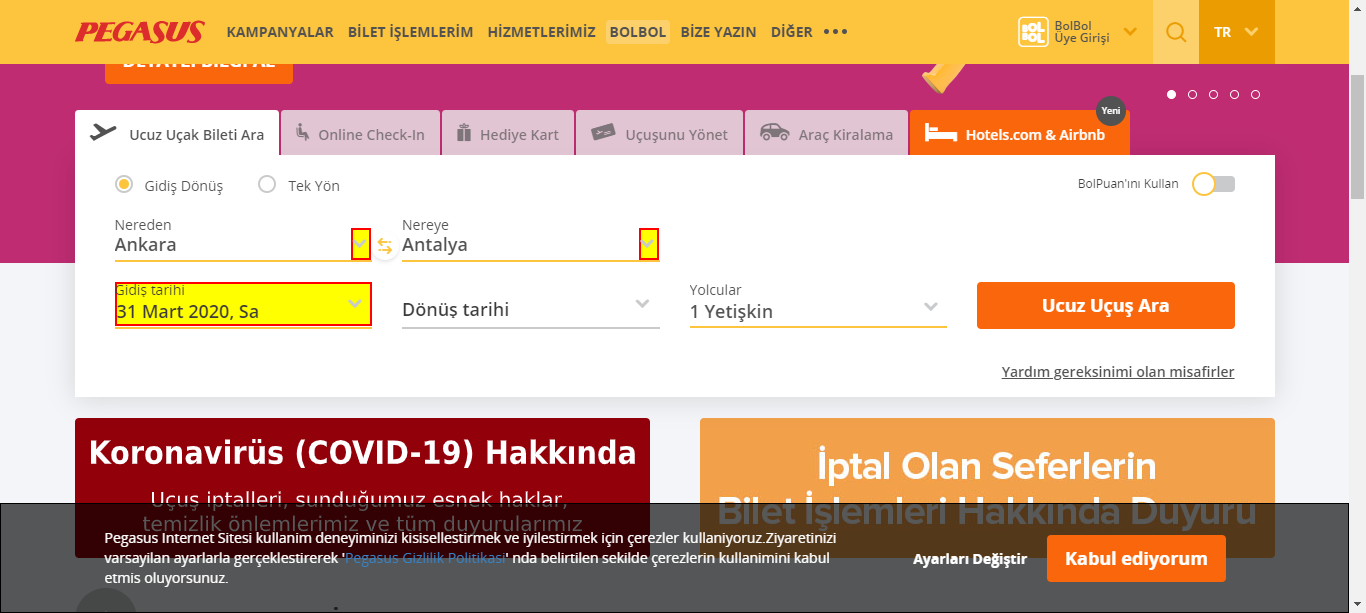 PEGASUS KAMPANYALAR BİLET İŞLEMLERİM HİZMETLERİMİZ BOLBOL BİZE YAZIN DİĞER ••• BOLBOL BolBol Üye Girişi TR
DETAYLI BİLGİ AL
Yeni
Ucuz Uçak Bileti Ara Online Check-In Hediye Kart Uçuşunu Yönet Araç Kiralama Hotels.com & Airbnb
Gidiş Dönüş Tek Yön BolPuan'ını Kullan
Nereden Nereye
Ankara Antalya
Gidiş tarihi Yolcular
31 Mart 2020, Sa Dönüş tarihi 1 Yetişkin Ucuz Uçuş Ara
Yardım gereksinimi olan misafirler
Koronavirüs (COVID-19) Hakkında
Uçuş iptalleri, sunduğumuz esnek haklar,
temizlik önlemlerimiz ve tüm duyurularımız
İptal Olan Seferlerin
Bilet İşlemleri Hakkında Duyuru
Pegasus Internet Sitesi kullanim deneyiminizi kisisellestirmek ve iyilestirmek için çerezler kullaniyoruz.Ziyaretinizi
varsayilan ayarlarla gerçeklestirerek 'Pegasus Gizlilik Politikasi' nda belirtilen sekilde çerezlerin kullanimini kabul
etmis oluyorsunuz.
Ayarları Değiştir Kabul ediyorum